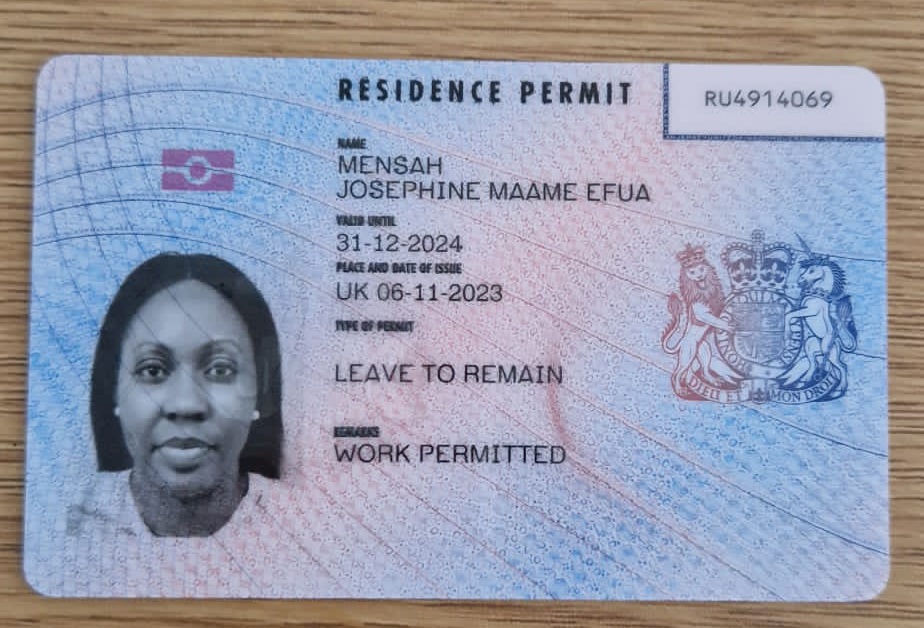 RESIDENCE PERMIT
RU4914069
NAME
MENSAH
JOSEPHINE MAAME EFUA
VALID UNTIL
31-12-2024
PLACE AND DATE OF ISSUE
UK 06-11-2023
TYPE OF PERMIT
LEAVE TO REMAIN
REMARKS
WORK PERMITTED
DIEU ET MON DROIT